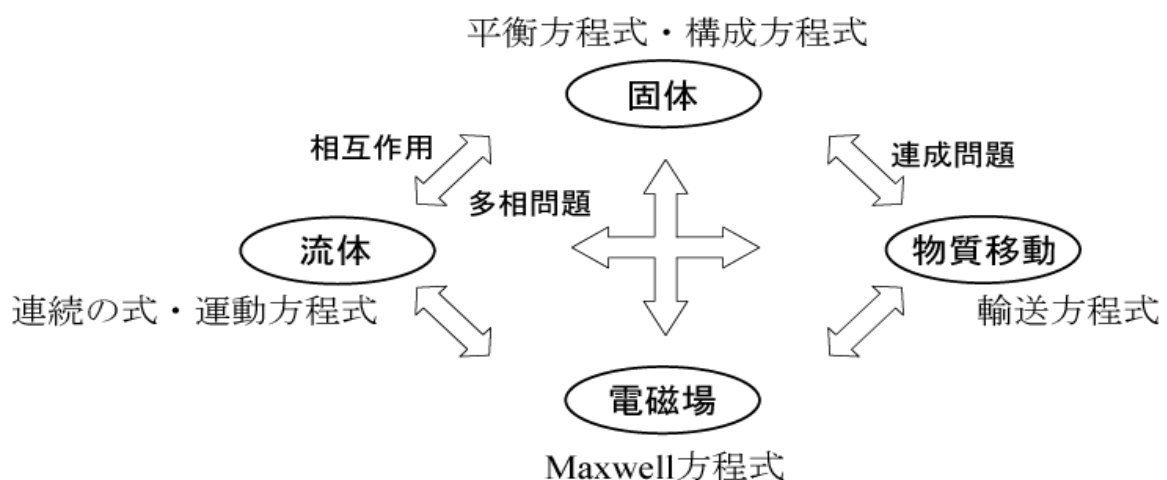 平衡方程式・構成方程式
固体
相互作用
連成問題
多相問題
流体
物質移動
連続の式・運動方程式
輸送方程式
電磁場
Maxwell方程式